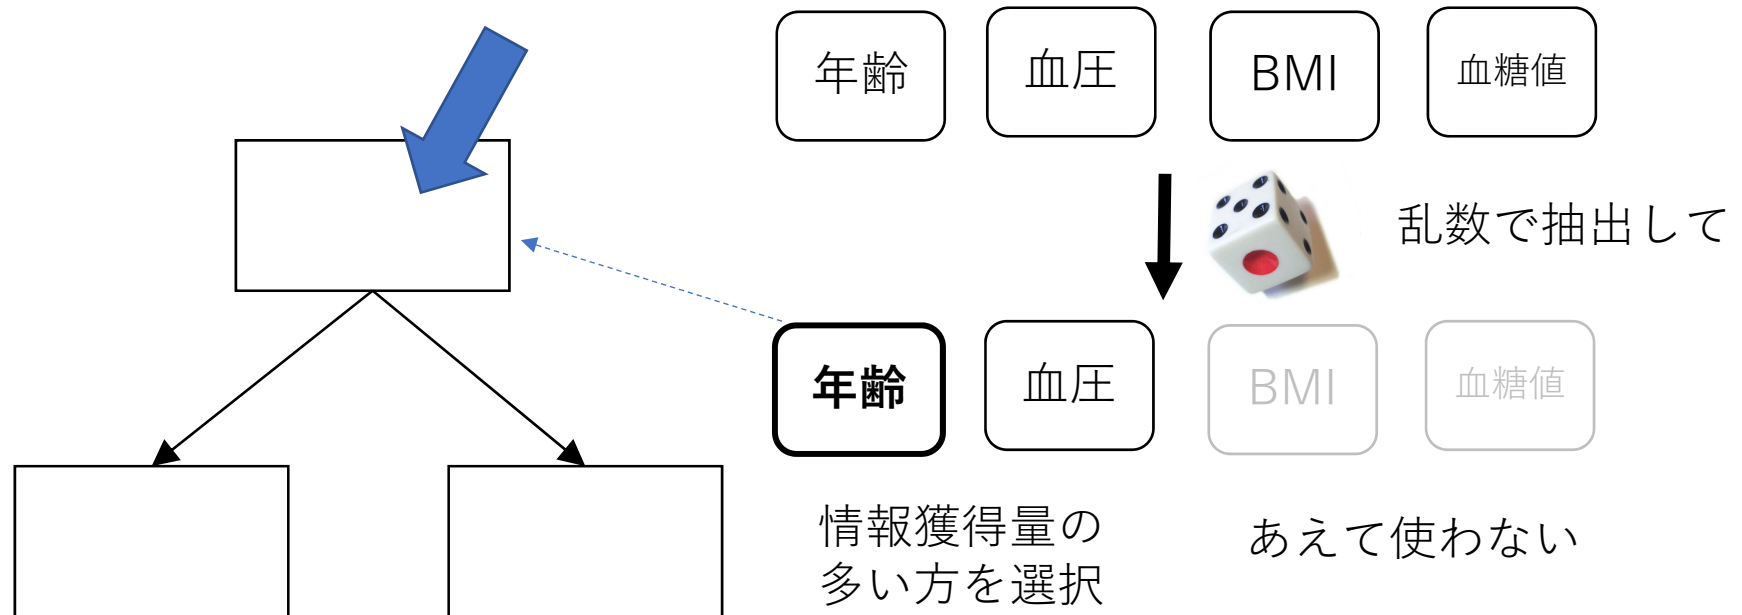 年齢
血圧
BMI
血糖値
乱数で抽出して
年齢
血圧
BMI
血糖値
情報獲得量の
多い方を選択
あえて使わない